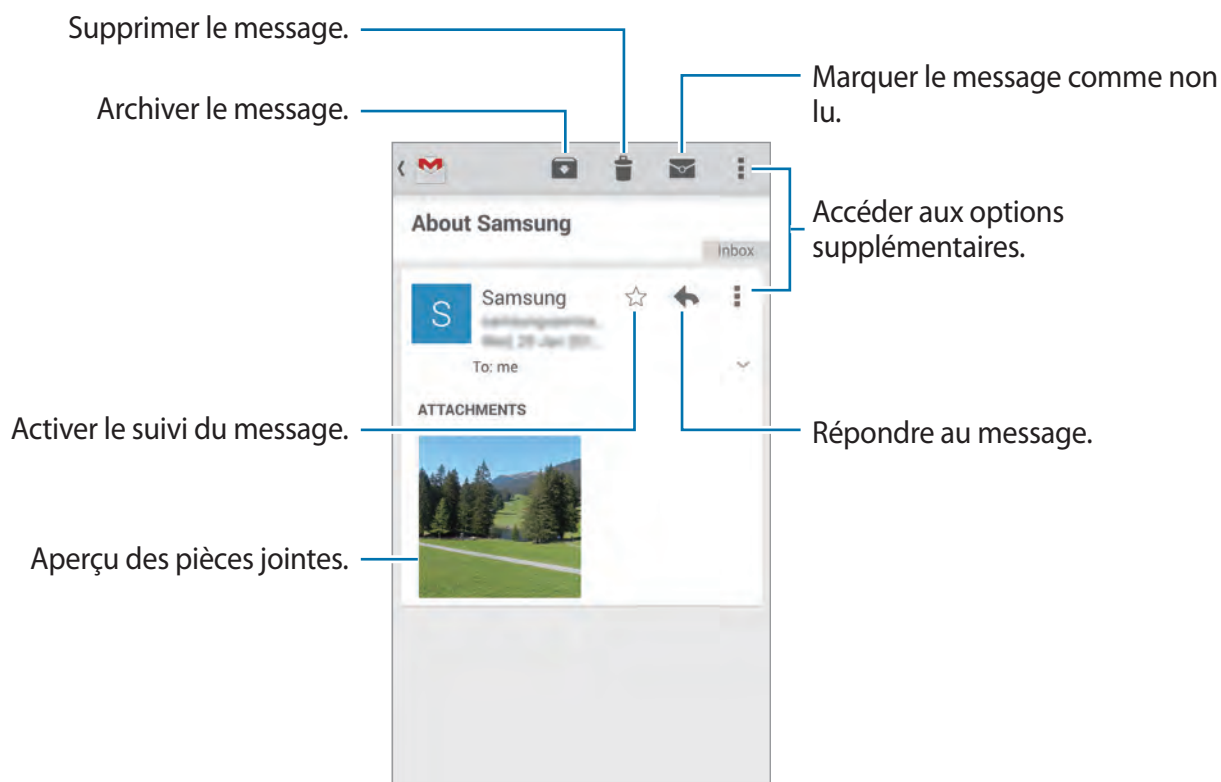 Supprimer le message.
Marquer le message comme non
lu.
Archiver le message.
About Samsung
Inbox
Accéder aux options
supplémentaires.
S
Samsung
To: me
ATTACHMENTS
Activer le suivi du message.
Répondre au message.
Aperçu des pièces jointes.